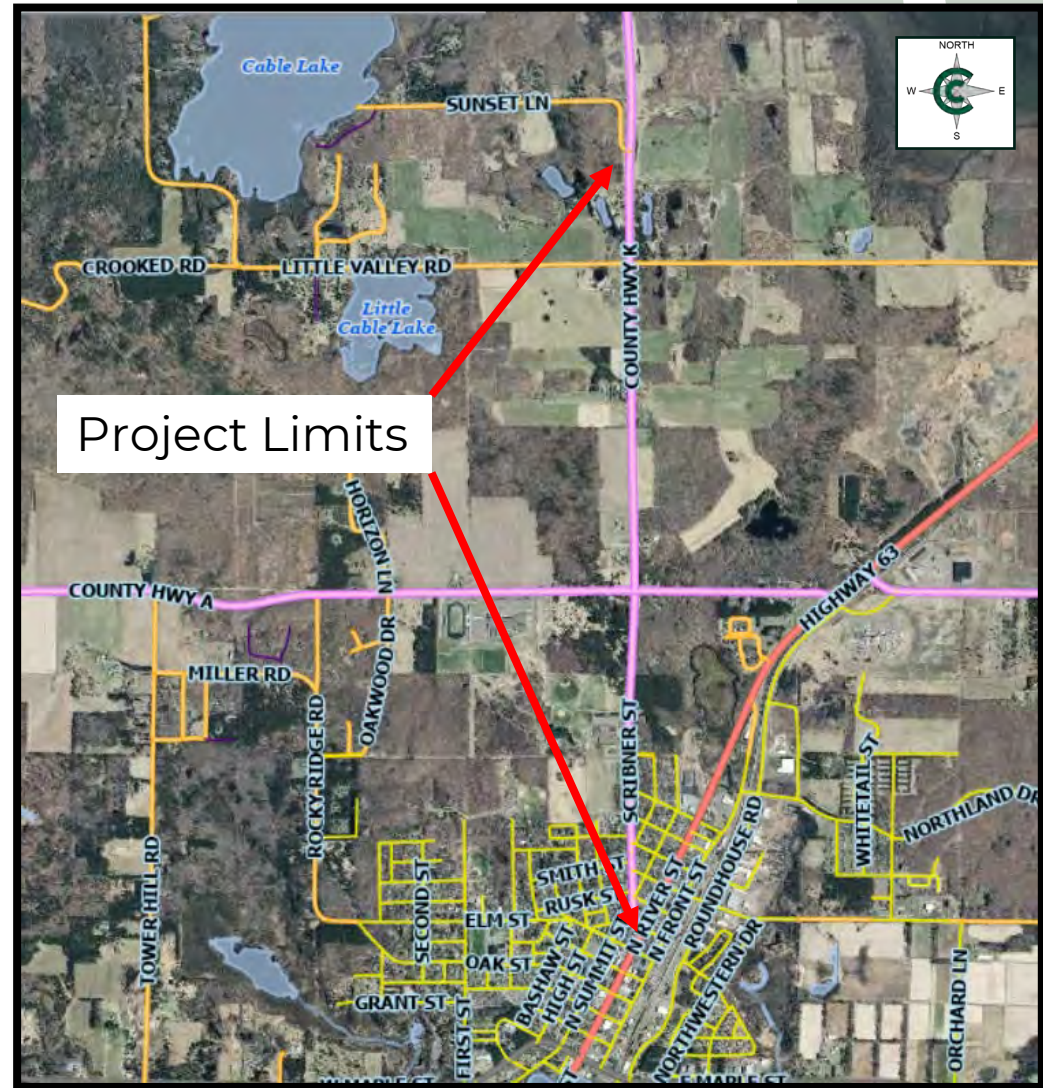 NORTH
W
E
S
Cable Lake
SUNSET LN
CROOKED RD
LITTLE VALLEY RD
Little
Cable Lake
COUNTY HWY K
Project Limits
HORIZON LN
HIGHWAY 63
COUNTY HWY A
MILLER RD
OAKWOOD DR
ROCKY RIDGE RD
SCRIBNER ST
TOWER HILL RD
WHITETAIL ST
NORTHLAND DR
SECOND ST
SMITH ST
RUSK S
ELM ST
OAK ST
GRANT ST
FIRST ST
BASHAW ST
HIGH ST
N SUMMIT ST
N RIVER ST
N FRONT ST
ROUNDHOUSE RD
NORTHWESTERN DR
ORCHARD LN
W MAPLE ST
ST
E MAPLE ST